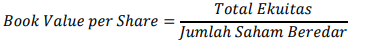 Book Value per Share = Total Ekuitas / Jumlah Saham Beredar